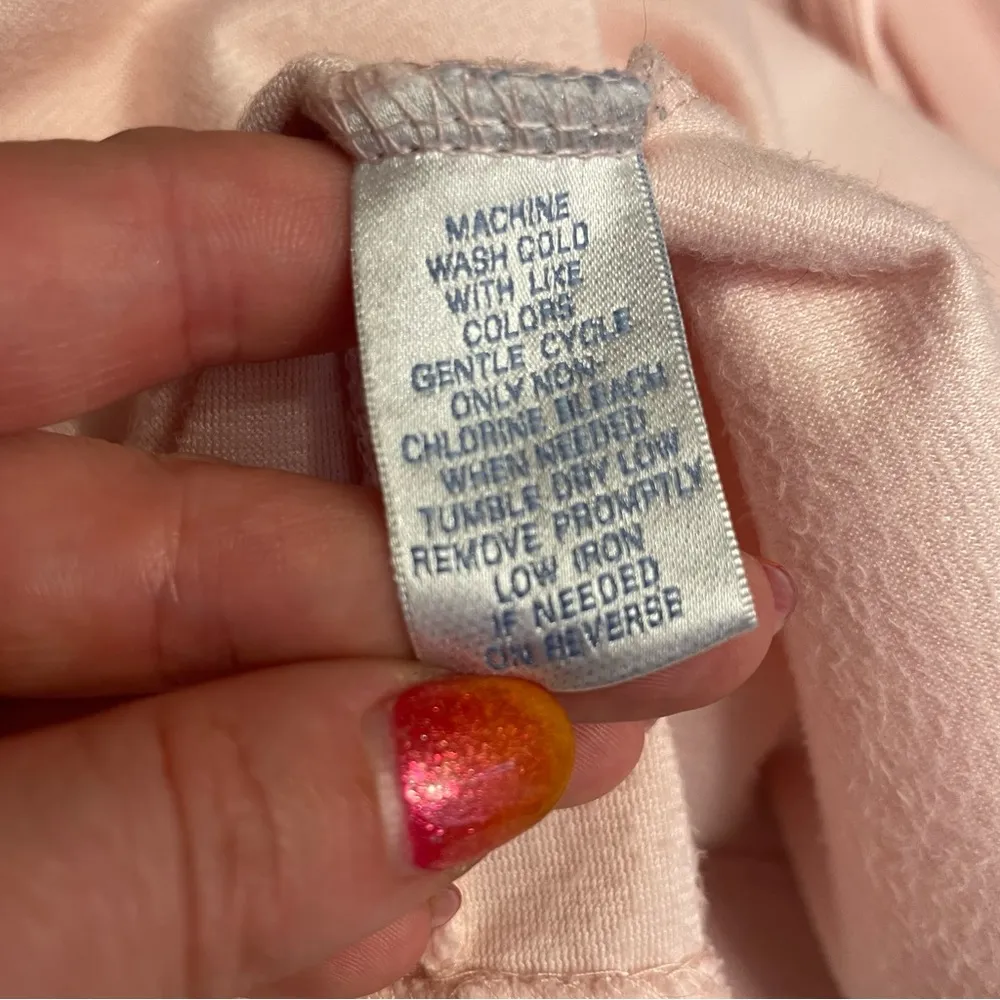 MACHINE
WASH COLD
WITH LIKE
COLORS
GENTLE CYCLE
ONLY NON-
CHLORINE BLEACH
WHEN NEEDED
TUMBLE DRY LOW
REMOVE PROMPTLY
LOW IRON
IF NEEDED
ON REVERSE